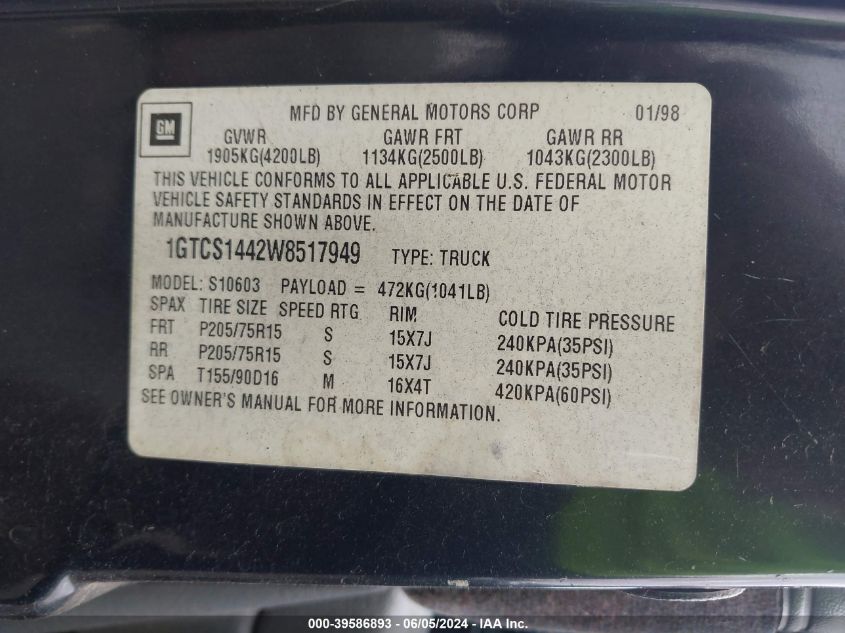 MFD BY GENERAL MOTORS CORP 01/98
GM
GVWR GAWR FRT GAWR RR
1905KG(4200LB) 1134KG(2500LB) 1043KG(2300LB)
THIS VEHICLE CONFORMS TO ALL APPLICABLE U.S. FEDERAL MOTOR
VEHICLE SAFETY STANDARDS IN EFFECT ON THE DATE OF
MANUFACTURE SHOWN ABOVE.
1GTCS1442W8517949 TYPE: TRUCK
MODEL: S10603 PAYLOAD = 472KG(1041LB)
SPAX TIRE SIZE SPEED RTG RIM COLD TIRE PRESSURE
FRT P205/75R15 S 15X7J 240KPA(35PSI)
RR P205/75R15 S 15X7J 240KPA(35PSI)
SPA T155/90D16 M 16X4T 420KPA(60PSI)
SEE OWNER'S MANUAL FOR MORE INFORMATION.
000-39586893 - 06/05/2024 - IAA Inc.